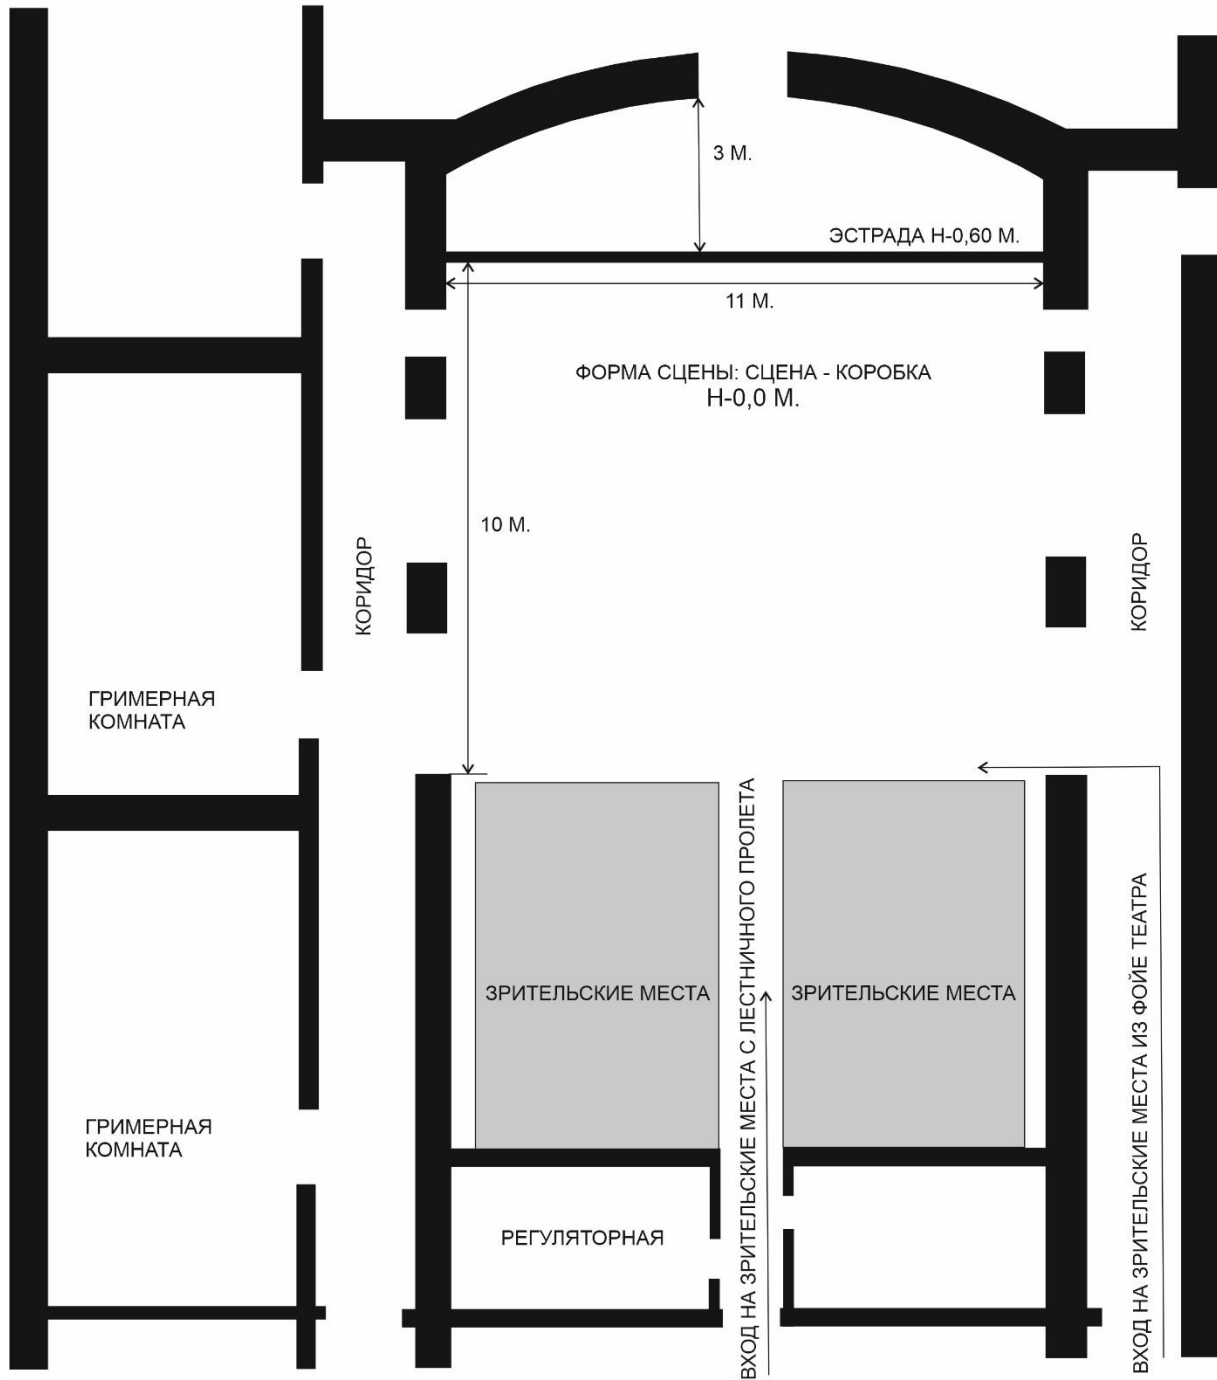 3 М.
ЭСТРАДА Н-0,60 М.
11 М.
ФОРМА СЦЕНЫ: СЦЕНА - КОРОБКА
Н-0,0 М.
10 М.
КОРИДОР
КОРИДОР
ГРИМЕРНАЯ
КОМНАТА
ВХОД НА ЗРИТЕЛЬСКИЕ МЕСТА С ЛЕСТНИЧНОГО ПРОЛЕТА
ВХОД НА ЗРИТЕЛЬСКИЕ МЕСТА ИЗ ФОЙЕ ТЕАТРА
ЗРИТЕЛЬСКИЕ МЕСТА
ЗРИТЕЛЬСКИЕ МЕСТА
ГРИМЕРНАЯ
КОМНАТА
РЕГУЛЯТОРНАЯ